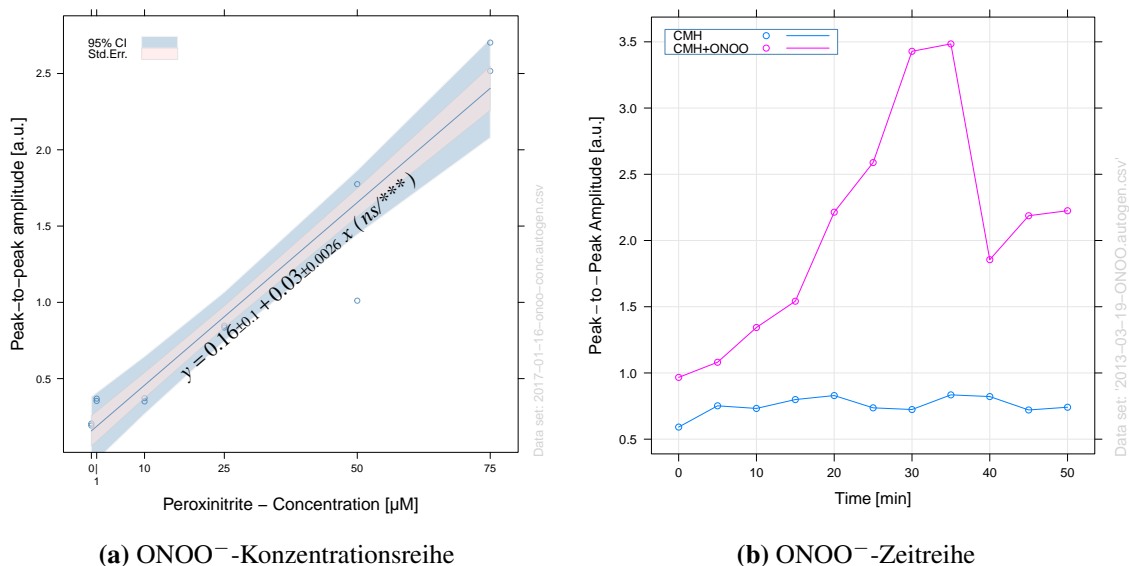 95% CI
Std.Err.
Peak−to−peak amplitude [a.u.]
2.5
2.0
1.5
1.0
0.5
y = 0.16±0.1 + 0.03±0.0026 x (ns/***)
0| 10 25 50 75
1
Peroxinitrite − Concentration [µM]
Data set: 2017−01−16−onoo−conc.autogen.csv
(a) ONOO⁻-Konzentrationsreihe
CMH
CMH+ONOO
Peak−to−Peak Amplitude [a.u.]
3.5
3.0
2.5
2.0
1.5
1.0
0.5
0 10 20 30 40 50
Time [min]
Data set: '2013−03−19−ONOO.autogen.csv'
(b) ONOO⁻-Zeitreihe